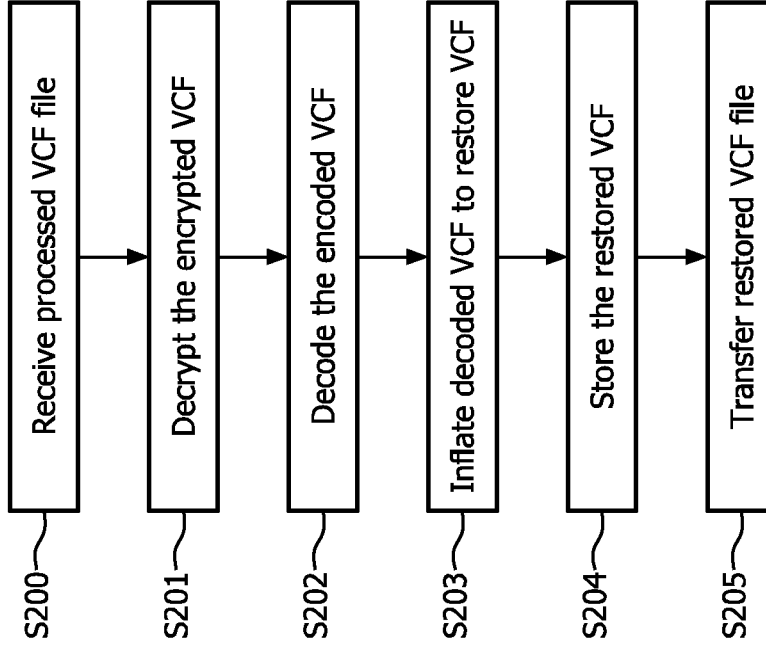 S200
Receive processed VCF file
S201
Decrypt the encrypted VCF
S202
Decode the encoded VCF
S203
Inflate decoded VCF to restore VCF
S204
Store the restored VCF
S205
Transfer restored VCF file